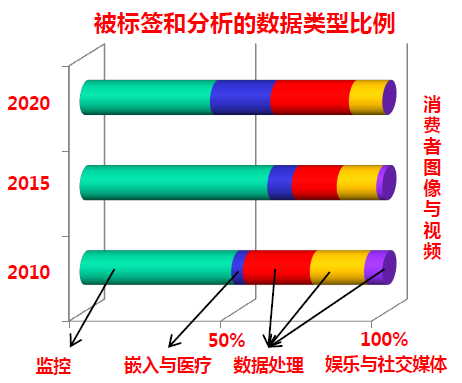 被标签和分析的数据类型比例
2020
2015
2010
消费者图像与视频
50%
100%
监控
嵌入与医疗
数据处理
娱乐与社交媒体